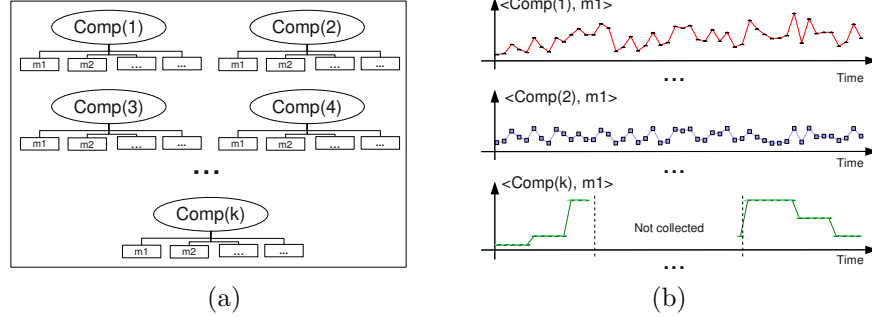 Comp(1) Comp(2)
m1 m2 ... ... m1 m2 ... ...
Comp(3) Comp(4)
m1 m2 ... ... m1 m2 ... ...
...
Comp(k)
m1 m2 ... ...
(a)
<Comp(1), m1>
... Time
<Comp(2), m1>
... Time
<Comp(k), m1>
Not collected
... Time
(b)